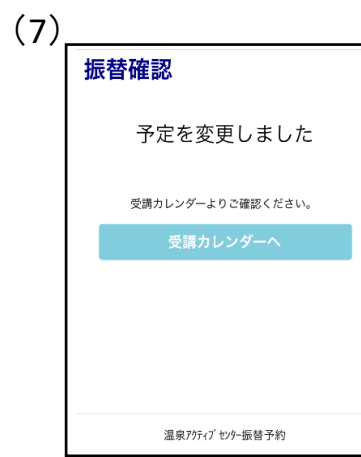 （7）
振替確認
予定を変更しました
受講カレンダーよりご確認ください。
受講カレンダーへ
温泉ｱｸﾃｨﾌﾞｾﾝﾀｰ振替予約